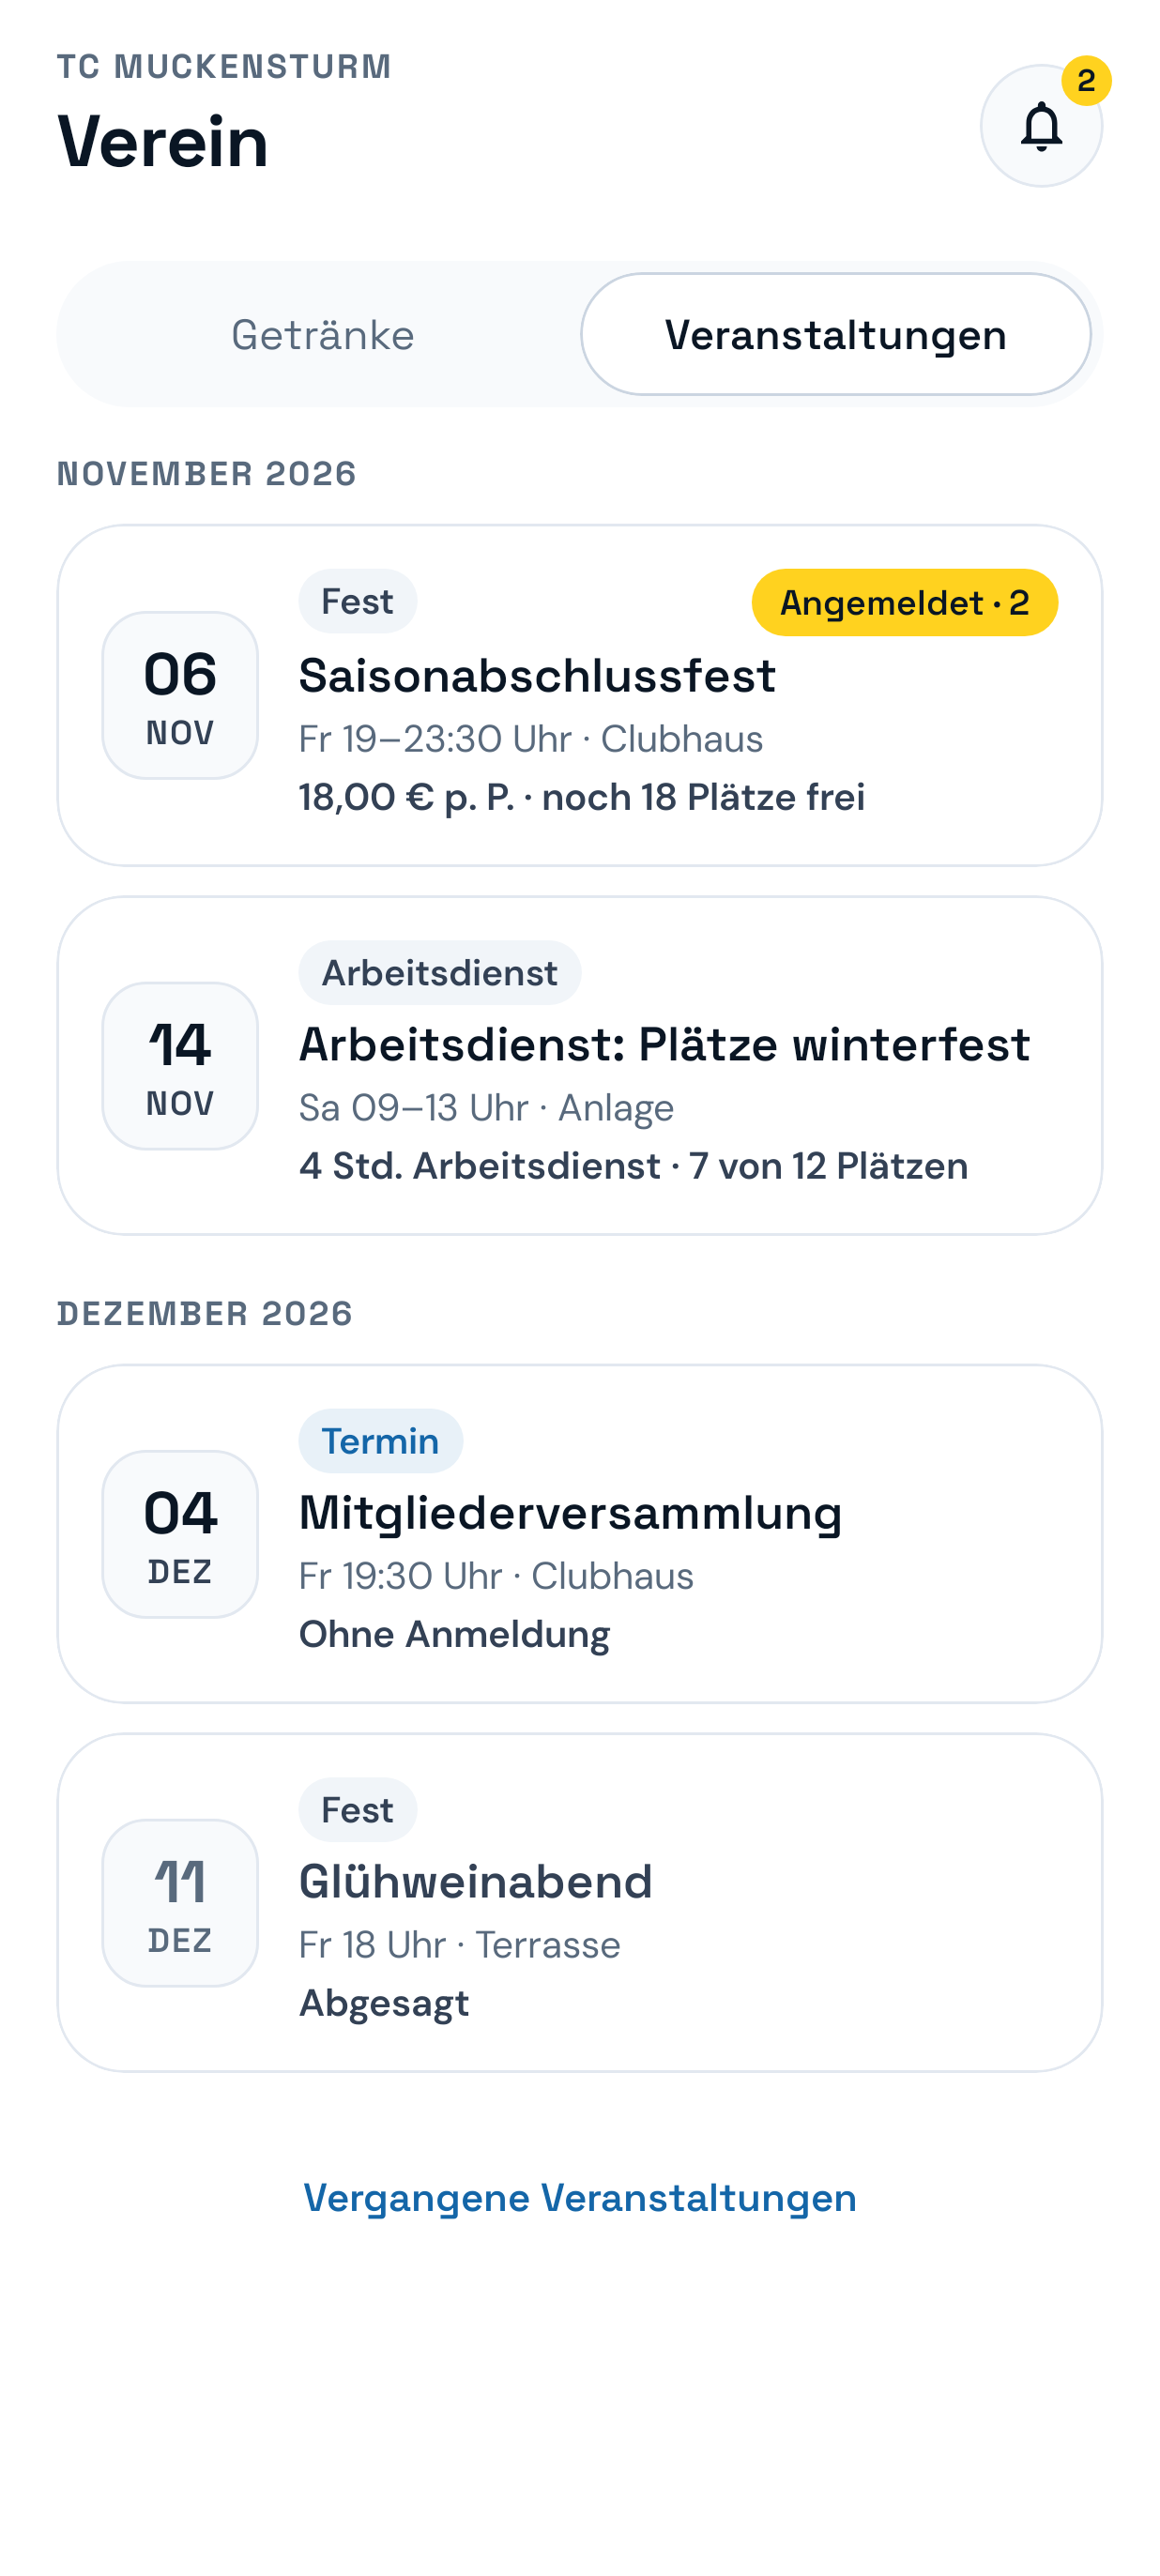 TC MUCKENSTURM
Verein
2
Getränke
Veranstaltungen
NOVEMBER 2026
06
NOV
Fest
Angemeldet · 2
Saisonabschlussfest
Fr 19–23:30 Uhr · Clubhaus
18,00 € p. P. · noch 18 Plätze frei
14
NOV
Arbeitsdienst
Arbeitsdienst: Plätze winterfest
Sa 09–13 Uhr · Anlage
4 Std. Arbeitsdienst · 7 von 12 Plätzen
DEZEMBER 2026
04
DEZ
Termin
Mitgliederversammlung
Fr 19:30 Uhr · Clubhaus
Ohne Anmeldung
11
DEZ
Fest
Glühweinabend
Fr 18 Uhr · Terrasse
Abgesagt
Vergangene Veranstaltungen